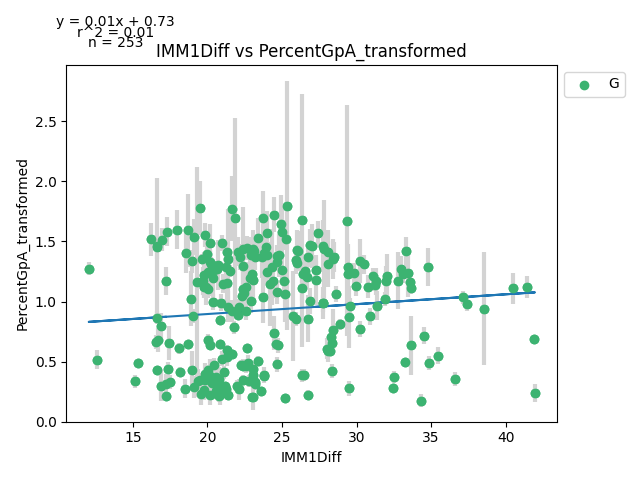 y = 0.01x + 0.73
r^2 = 0.01
n = 253
IMM1Diff vs PercentGpA_transformed
G
PercentGpA_transformed
2.5
2.0
1.5
1.0
0.5
0.0
15 20 25 30 35 40
IMM1Diff